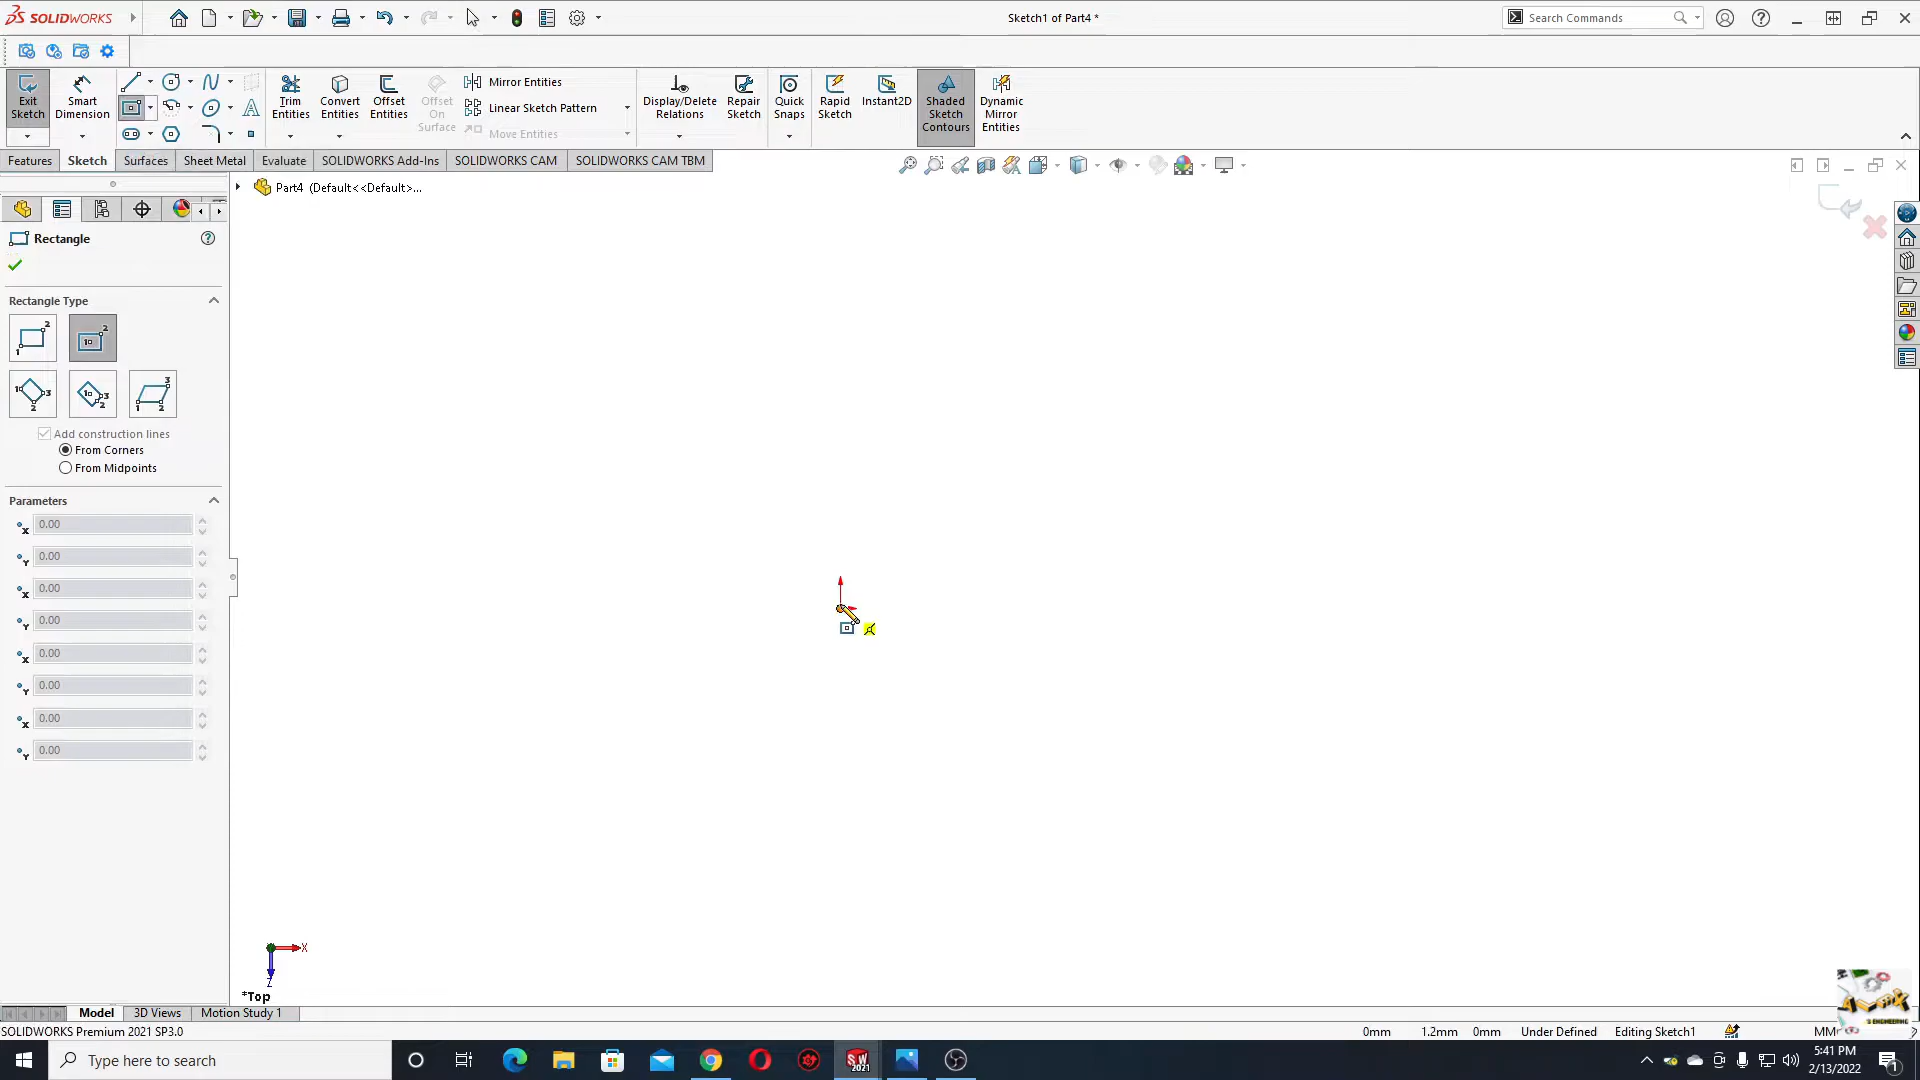 SOLIDWORKS
Sketch1 of Part4 *
Search Commands
Exit Sketch
Smart Dimension
Trim Entities
Convert Entities
Offset Entities
Offset On Surface
Mirror Entities
Linear Sketch Pattern
Move Entities
Display/Delete Relations
Repair Sketch
Quick Snaps
Rapid Sketch
Instant2D
Shaded Sketch Contours
Dynamic Mirror Entities
Features
Sketch
Surfaces
Sheet Metal
Evaluate
SOLIDWORKS Add-Ins
SOLIDWORKS CAM
SOLIDWORKS CAM TBM
Part4 (Default<<Default>...
Rectangle
Rectangle Type
Add construction lines
From Corners
From Midpoints
Parameters
0.00
0.00
0.00
0.00
0.00
0.00
0.00
0.00
X
Z
*Top
Model
3D Views
Motion Study 1
SOLIDWORKS Premium 2021 SP3.0
0mm
1.2mm
0mm
Under Defined
Editing Sketch1
Type here to search
5:41 PM
2/13/2022